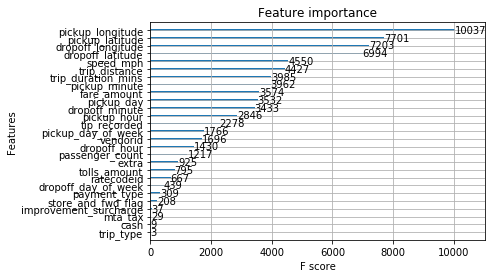 Feature importance
pickup_longitude 10037
pickup_latitude 7701
dropoff_longitude 7203
dropoff_latitude 6994
speed_mph 4550
trip_distance 4427
trip_duration_mins 3985
pickup_minute 3962
fare_amount 3574
pickup_day 3532
dropoff_minute 3433
pickup_hour 2846
tip_recorded 2278
pickup_day_of_week 1766
vendorid 1696
dropoff_hour 1430
passenger_count 1217
extra 925
tolls_amount 795
ratecodeid 667
dropoff_day_of_week 439
payment_type 309
store_and_fwd_flag 208
improvement_surcharge 37
mta_tax 29
cash
trip_type 3
Features
0 2000 4000 6000 8000 10000
F score